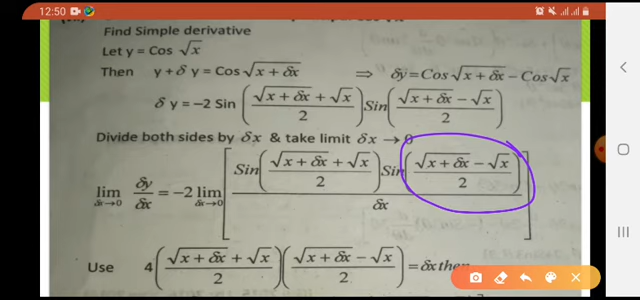 12:50
Find Simple derivative
Let y = Cos √x
Then y + δ y = Cos √(x + δx) ⇒ δy = Cos √(x + δx) − Cos √x
δ y = −2 Sin ( (√(x + δx) + √x) / 2 ) Sin ( (√(x + δx) − √x) / 2 )
Divide both sides by δx & take limit δx → 0
lim δx→0 δy/δx = −2 lim δx→0 [ Sin ( (√(x + δx) + √x) / 2 ) Sin ( (√(x + δx) − √x) / 2 ) / δx ]
Use 4 ( (√(x + δx) + √x) / 2 ) ( (√(x + δx) − √x) / 2 ) = δx then